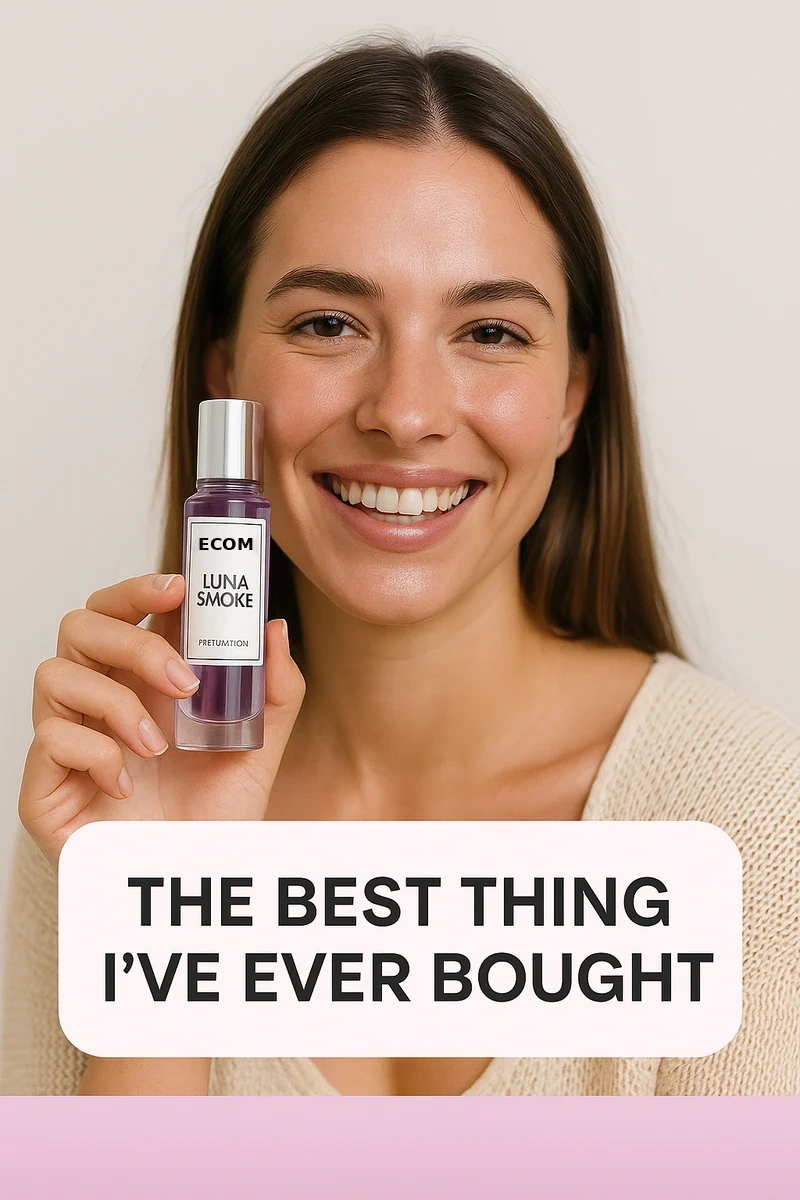 ECOM
LUNA
SMOKE
PRETUMTION
THE BEST THING
I’VE EVER BOUGHT